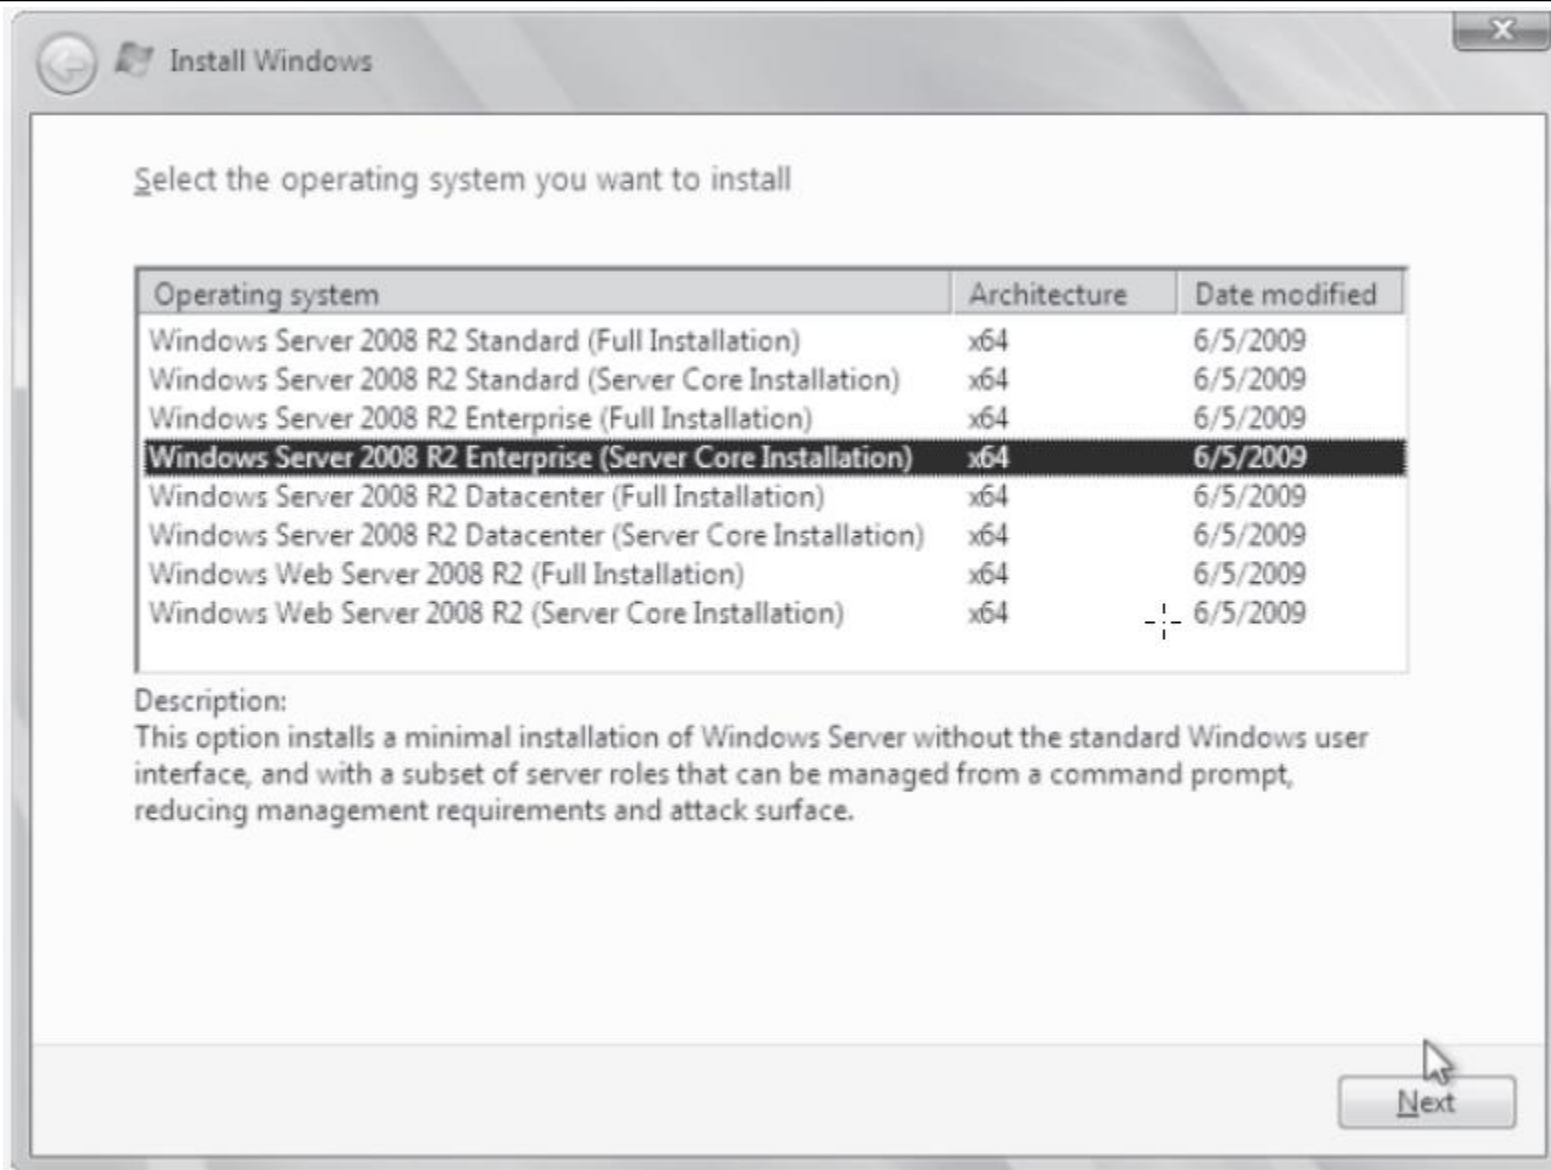 Install Windows
Select the operating system you want to install
Operating system Architecture Date modified
Windows Server 2008 R2 Standard (Full Installation) x64 6/5/2009
Windows Server 2008 R2 Standard (Server Core Installation) x64 6/5/2009
Windows Server 2008 R2 Enterprise (Full Installation) x64 6/5/2009
Windows Server 2008 R2 Enterprise (Server Core Installation) x64 6/5/2009
Windows Server 2008 R2 Datacenter (Full Installation) x64 6/5/2009
Windows Server 2008 R2 Datacenter (Server Core Installation) x64 6/5/2009
Windows Web Server 2008 R2 (Full Installation) x64 6/5/2009
Windows Web Server 2008 R2 (Server Core Installation) x64 6/5/2009
Description:
This option installs a minimal installation of Windows Server without the standard Windows user
interface, and with a subset of server roles that can be managed from a command prompt,
reducing management requirements and attack surface.
Next